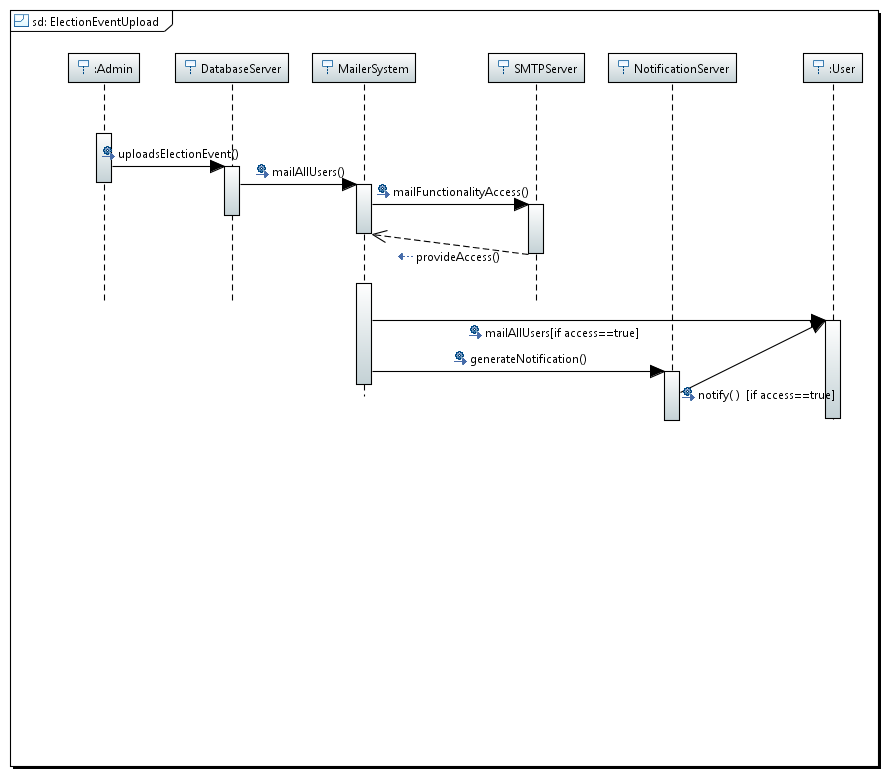 sd: ElectionEventUpload
:Admin
DatabaseServer
MailerSystem
SMTPServer
NotificationServer
:User
uploadsElectionEvent()
mailAllUsers()
mailFunctionalityAccess()
provideAccess()
mailAllUsers[if access==true]
generateNotification()
notify( ) [if access==true]